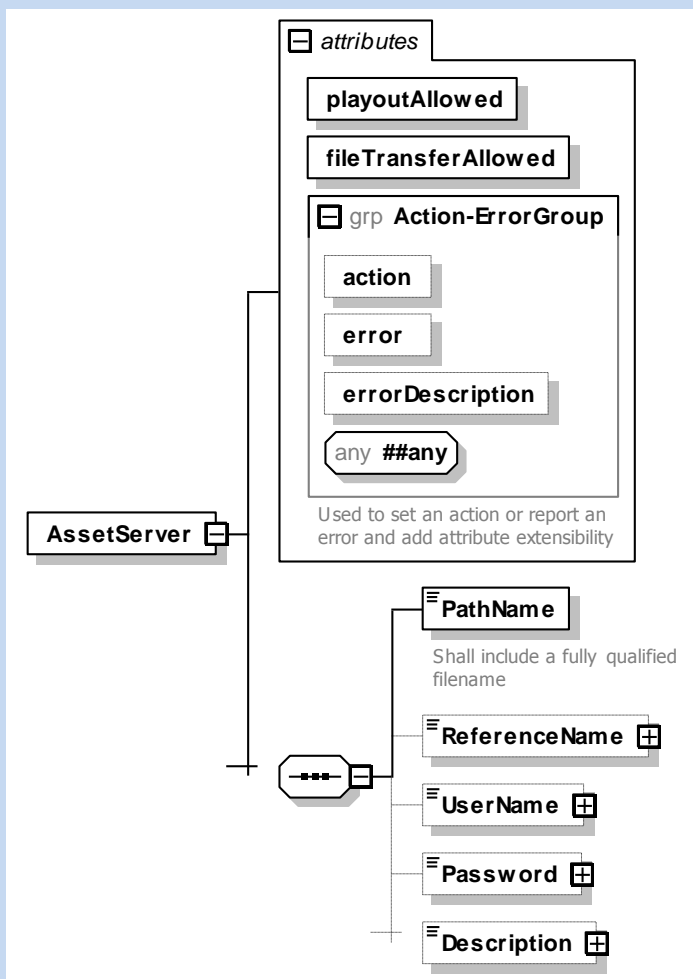 attributes
playoutAllowed
fileTransferAllowed
grp Action-ErrorGroup
action
error
errorDescription
any ##any
Used to set an action or report an
error and add attribute extensibility
AssetServer
PathName
Shall include a fully qualified
filename
ReferenceName
UserName
Password
Description